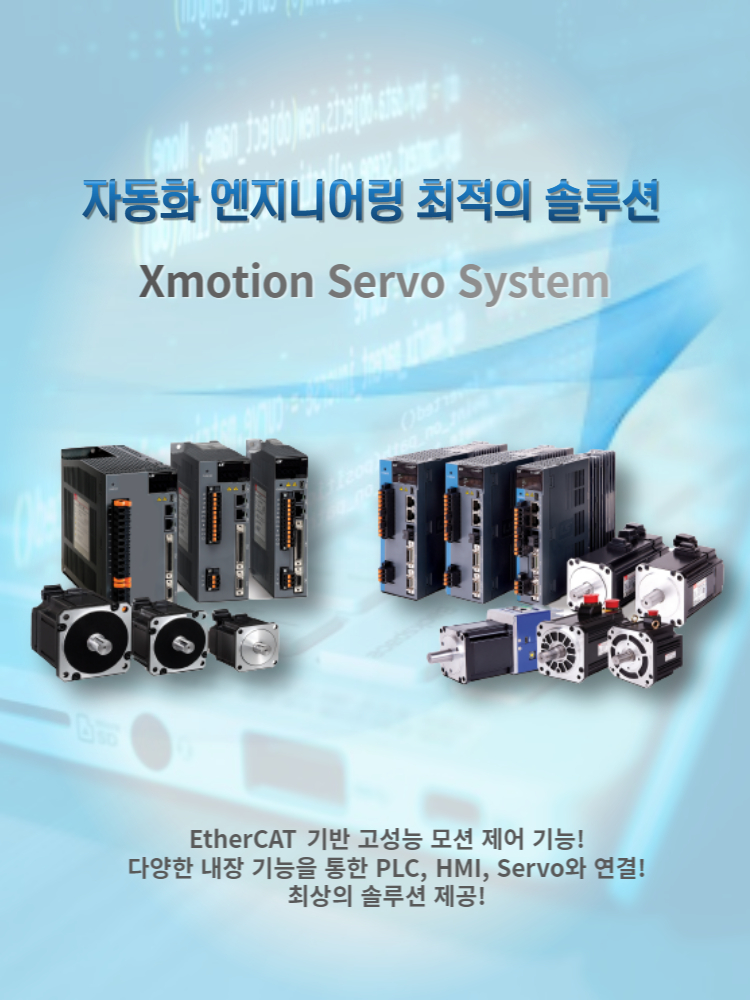 자동화 엔지니어링 최적의 솔루션
Xmotion Servo System
EtherCAT 기반 고성능 모션 제어 기능!
다양한 내장 기능을 통한 PLC, HMI, Servo와 연결!
최상의 솔루션 제공!